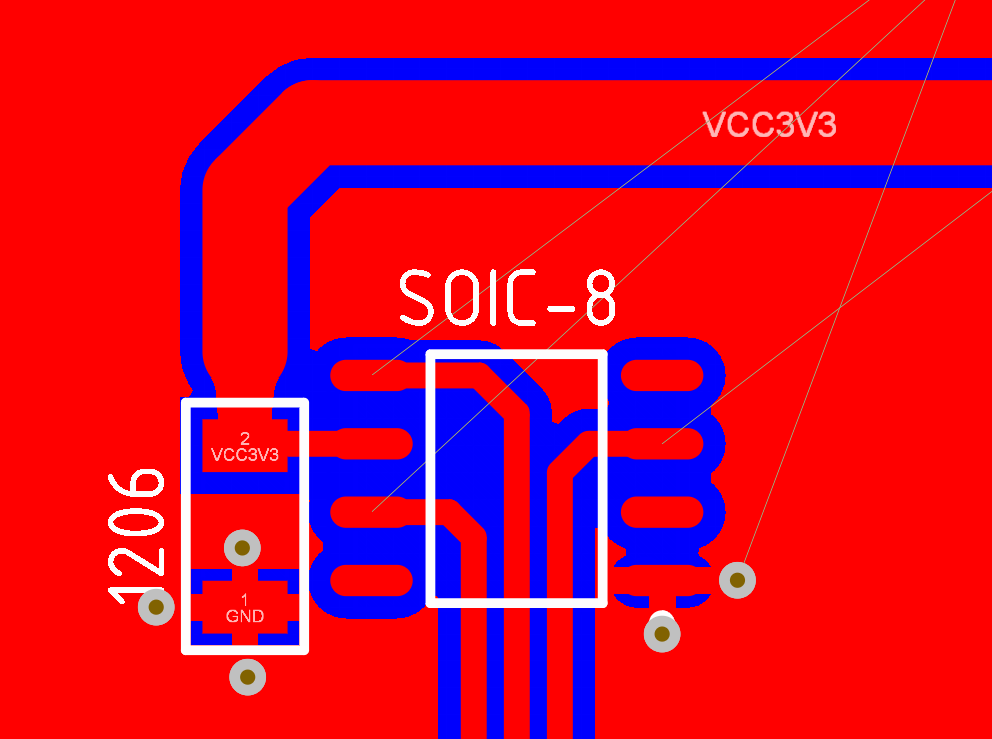 VCC3V3
SOIC-8
2
VCC3V3
1206
1
GND